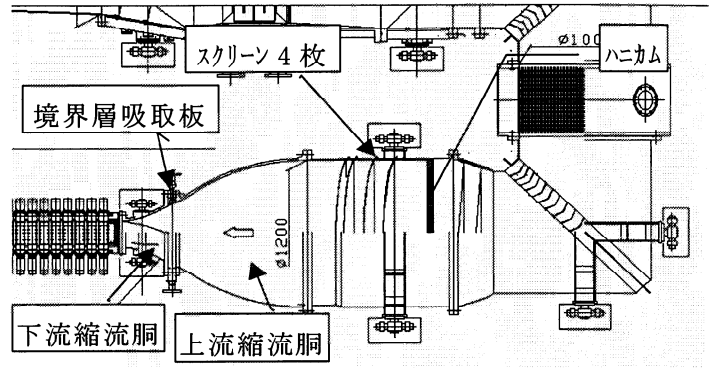 スクリーン4枚
ø100
ハニカム
境界層吸取板
ø1200
下流縮流胴
上流縮流胴